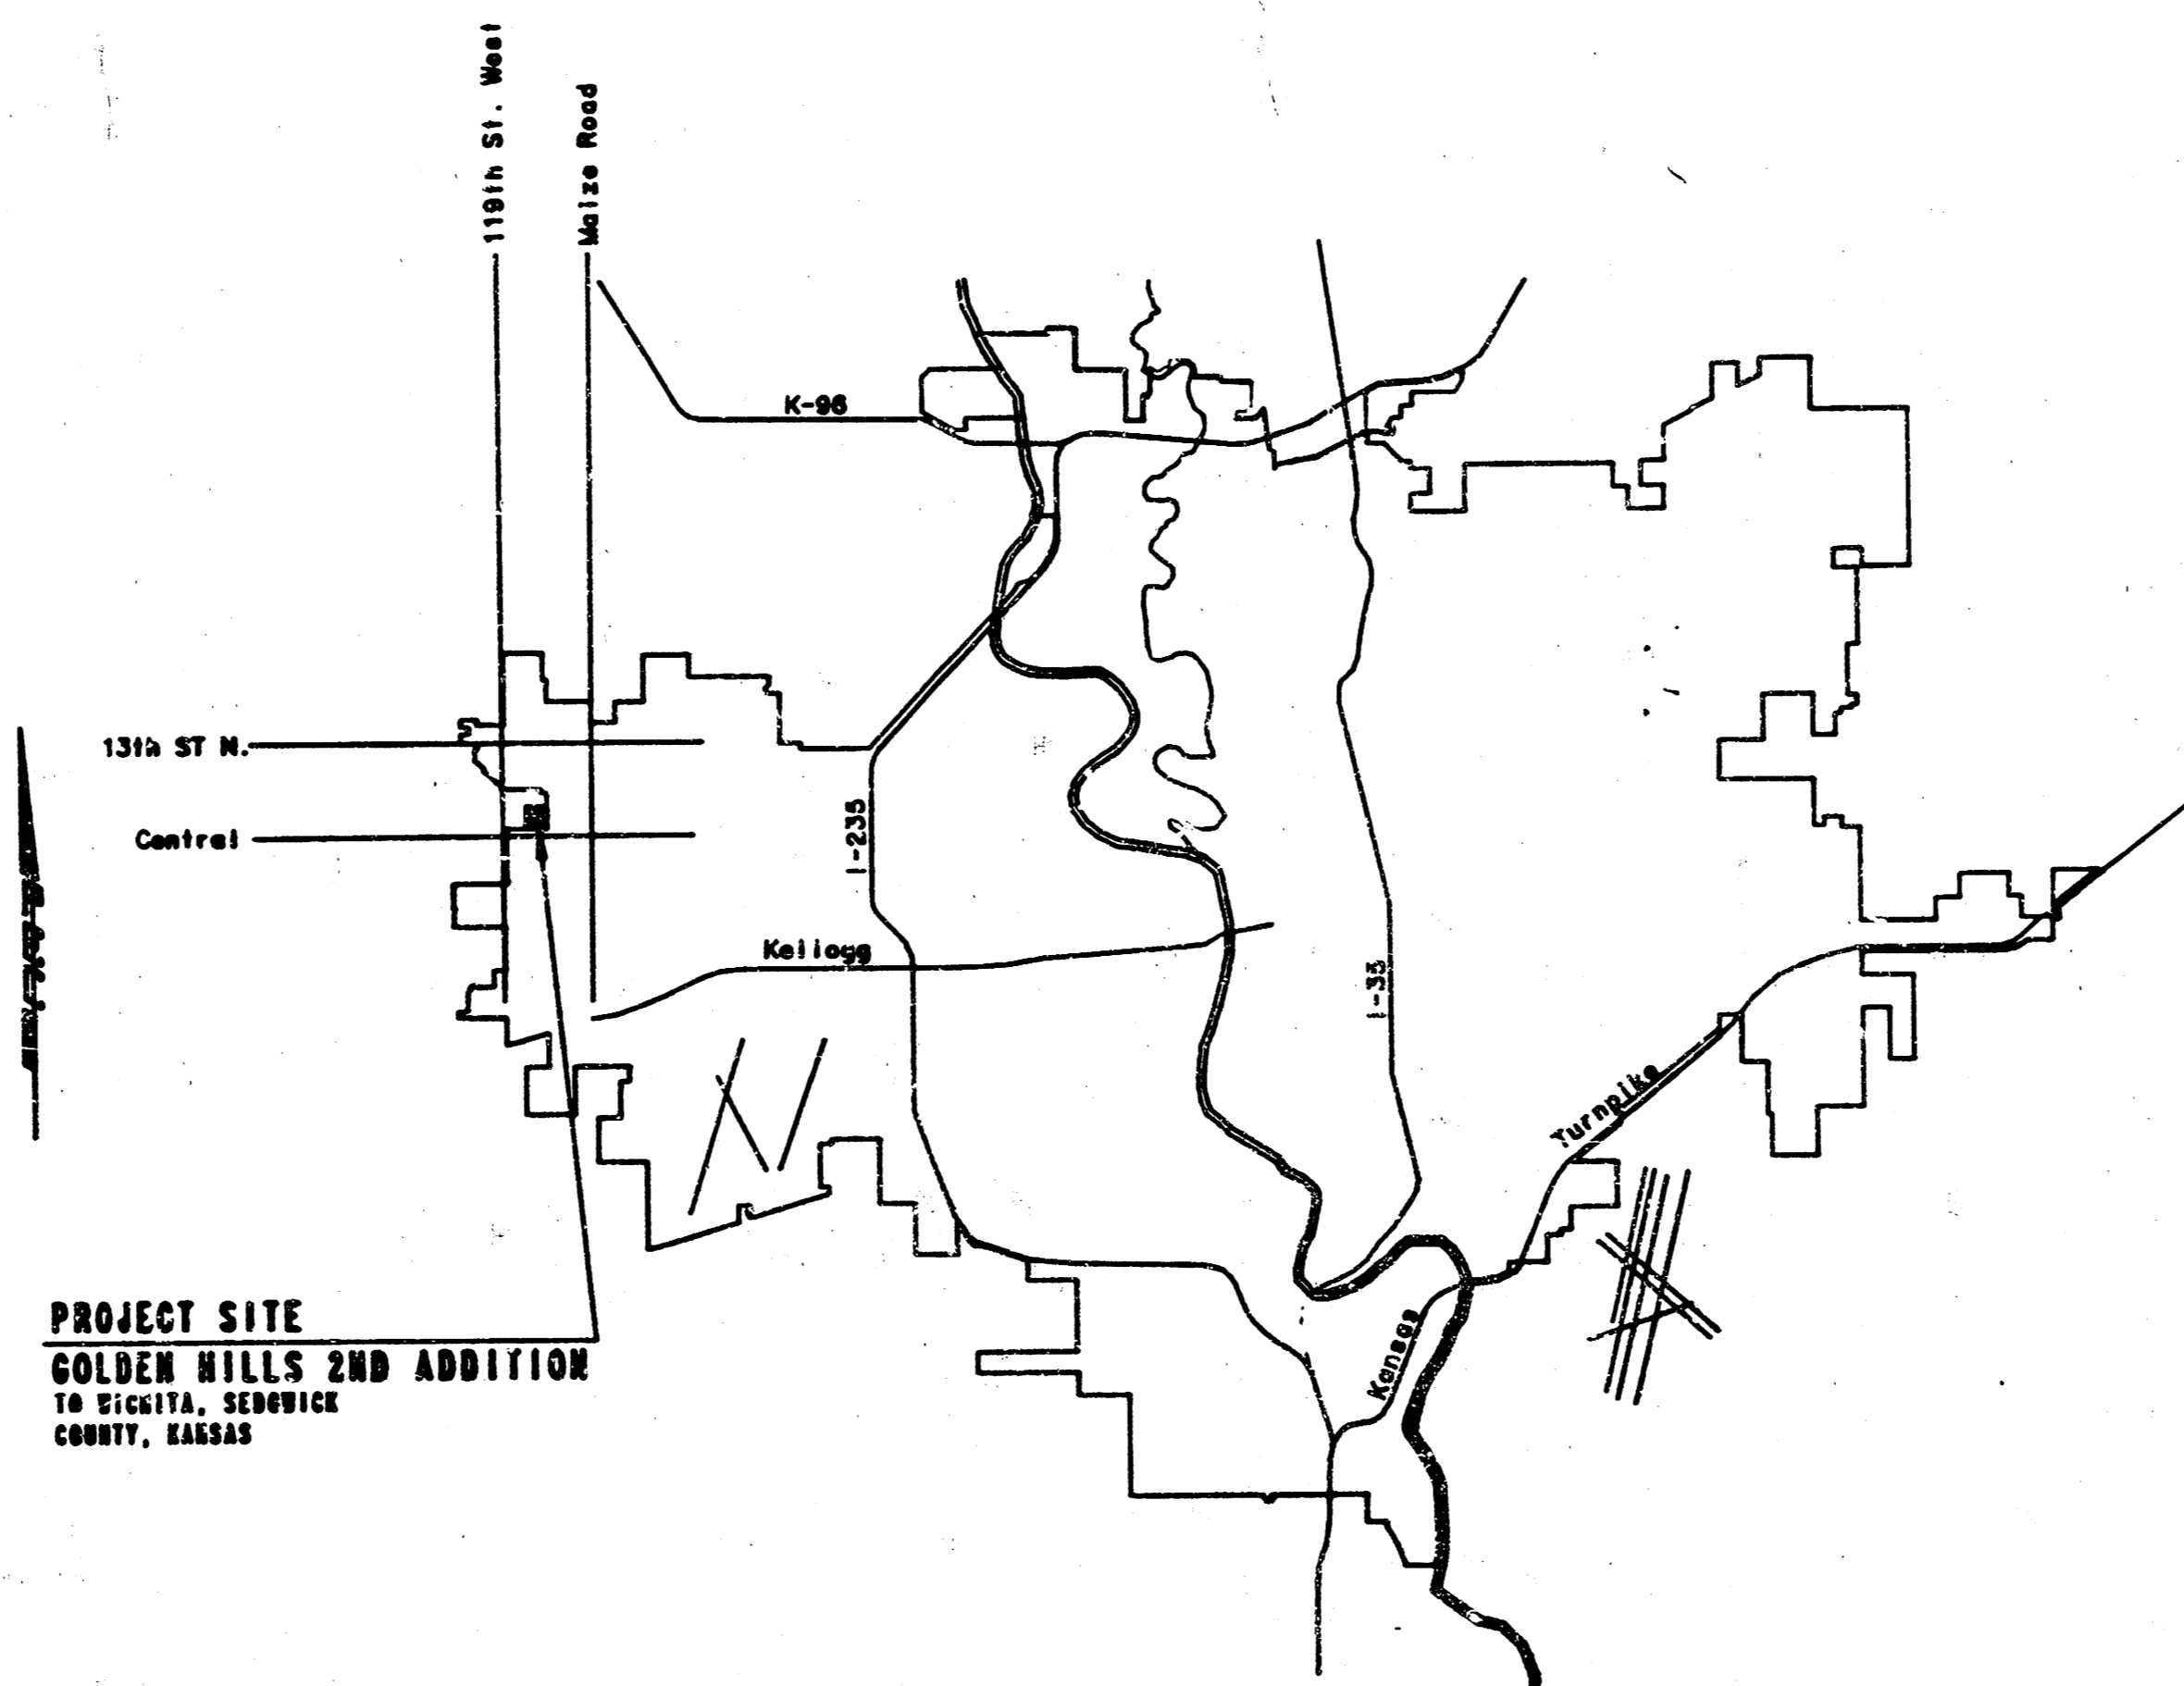 119th St. West
Maize Road
K-96
13th ST N.
Central
I-235
Kellogg
I-35
Turnpike
Kansas
PROJECT SITE
GOLDEN HILLS 2ND ADDITION
TO WICHITA, SEDGWICK
COUNTY, KANSAS